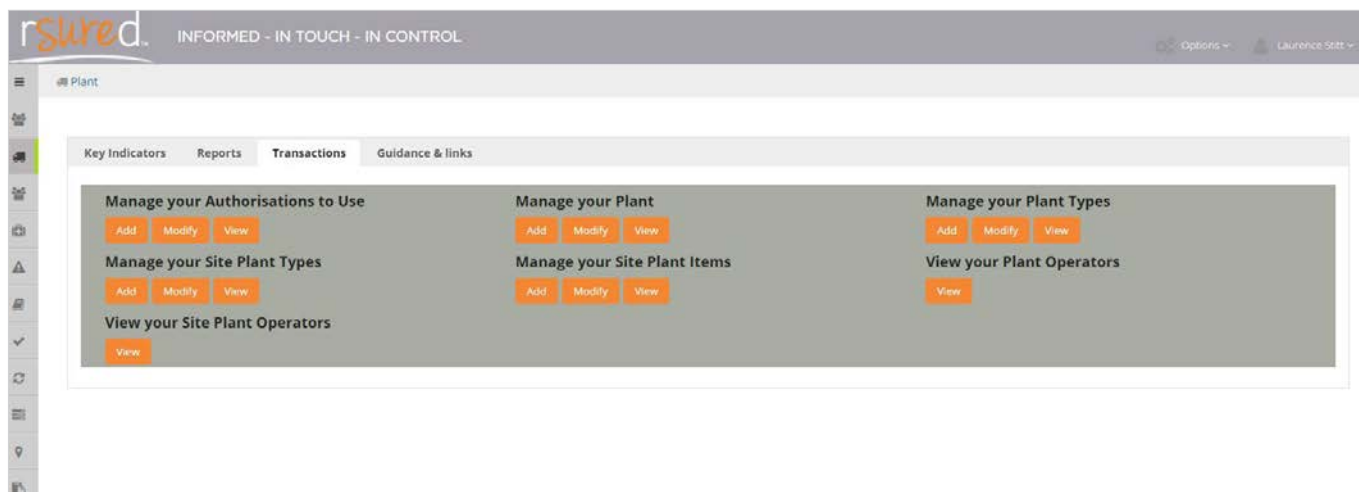 rsured™ INFORMED - IN TOUCH - IN CONTROL
Options Laurence Stitt
Plant
Key Indicators Reports Transactions Guidance & links
Manage your Authorisations to Use Manage your Plant Manage your Plant Types
Add Modify View Add Modify View Add Modify View
Manage your Site Plant Types Manage your Site Plant Items View your Plant Operators
Add Modify View Add Modify View View
View your Site Plant Operators
View